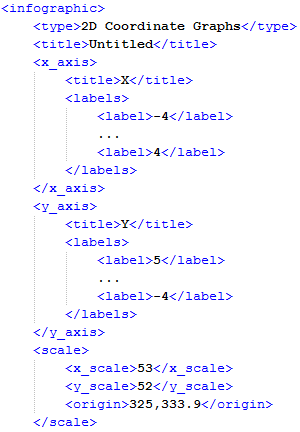 <infographic>
<type>2D Coordinate Graphs</type>
<title>Untitled</title>
<x_axis>
<title>X</title>
<labels>
<label>-4</label>
...
<label>4</label>
</labels>
</x_axis>
<y_axis>
<title>Y</title>
<labels>
<label>5</label>
...
<label>-4</label>
</labels>
</y_axis>
<scale>
<x_scale>53</x_scale>
<y_scale>52</y_scale>
<origin>325,333.9</origin>
</scale>